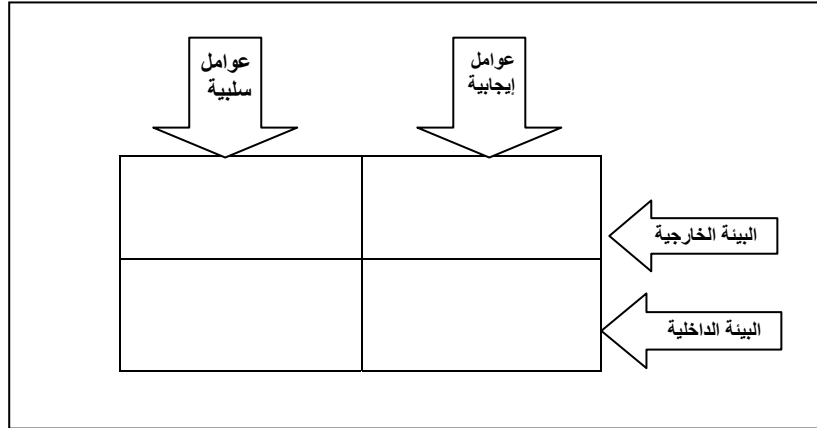 عوامل
إيجابية
عوامل
سلبية
البيئة الخارجية
البيئة الداخلية